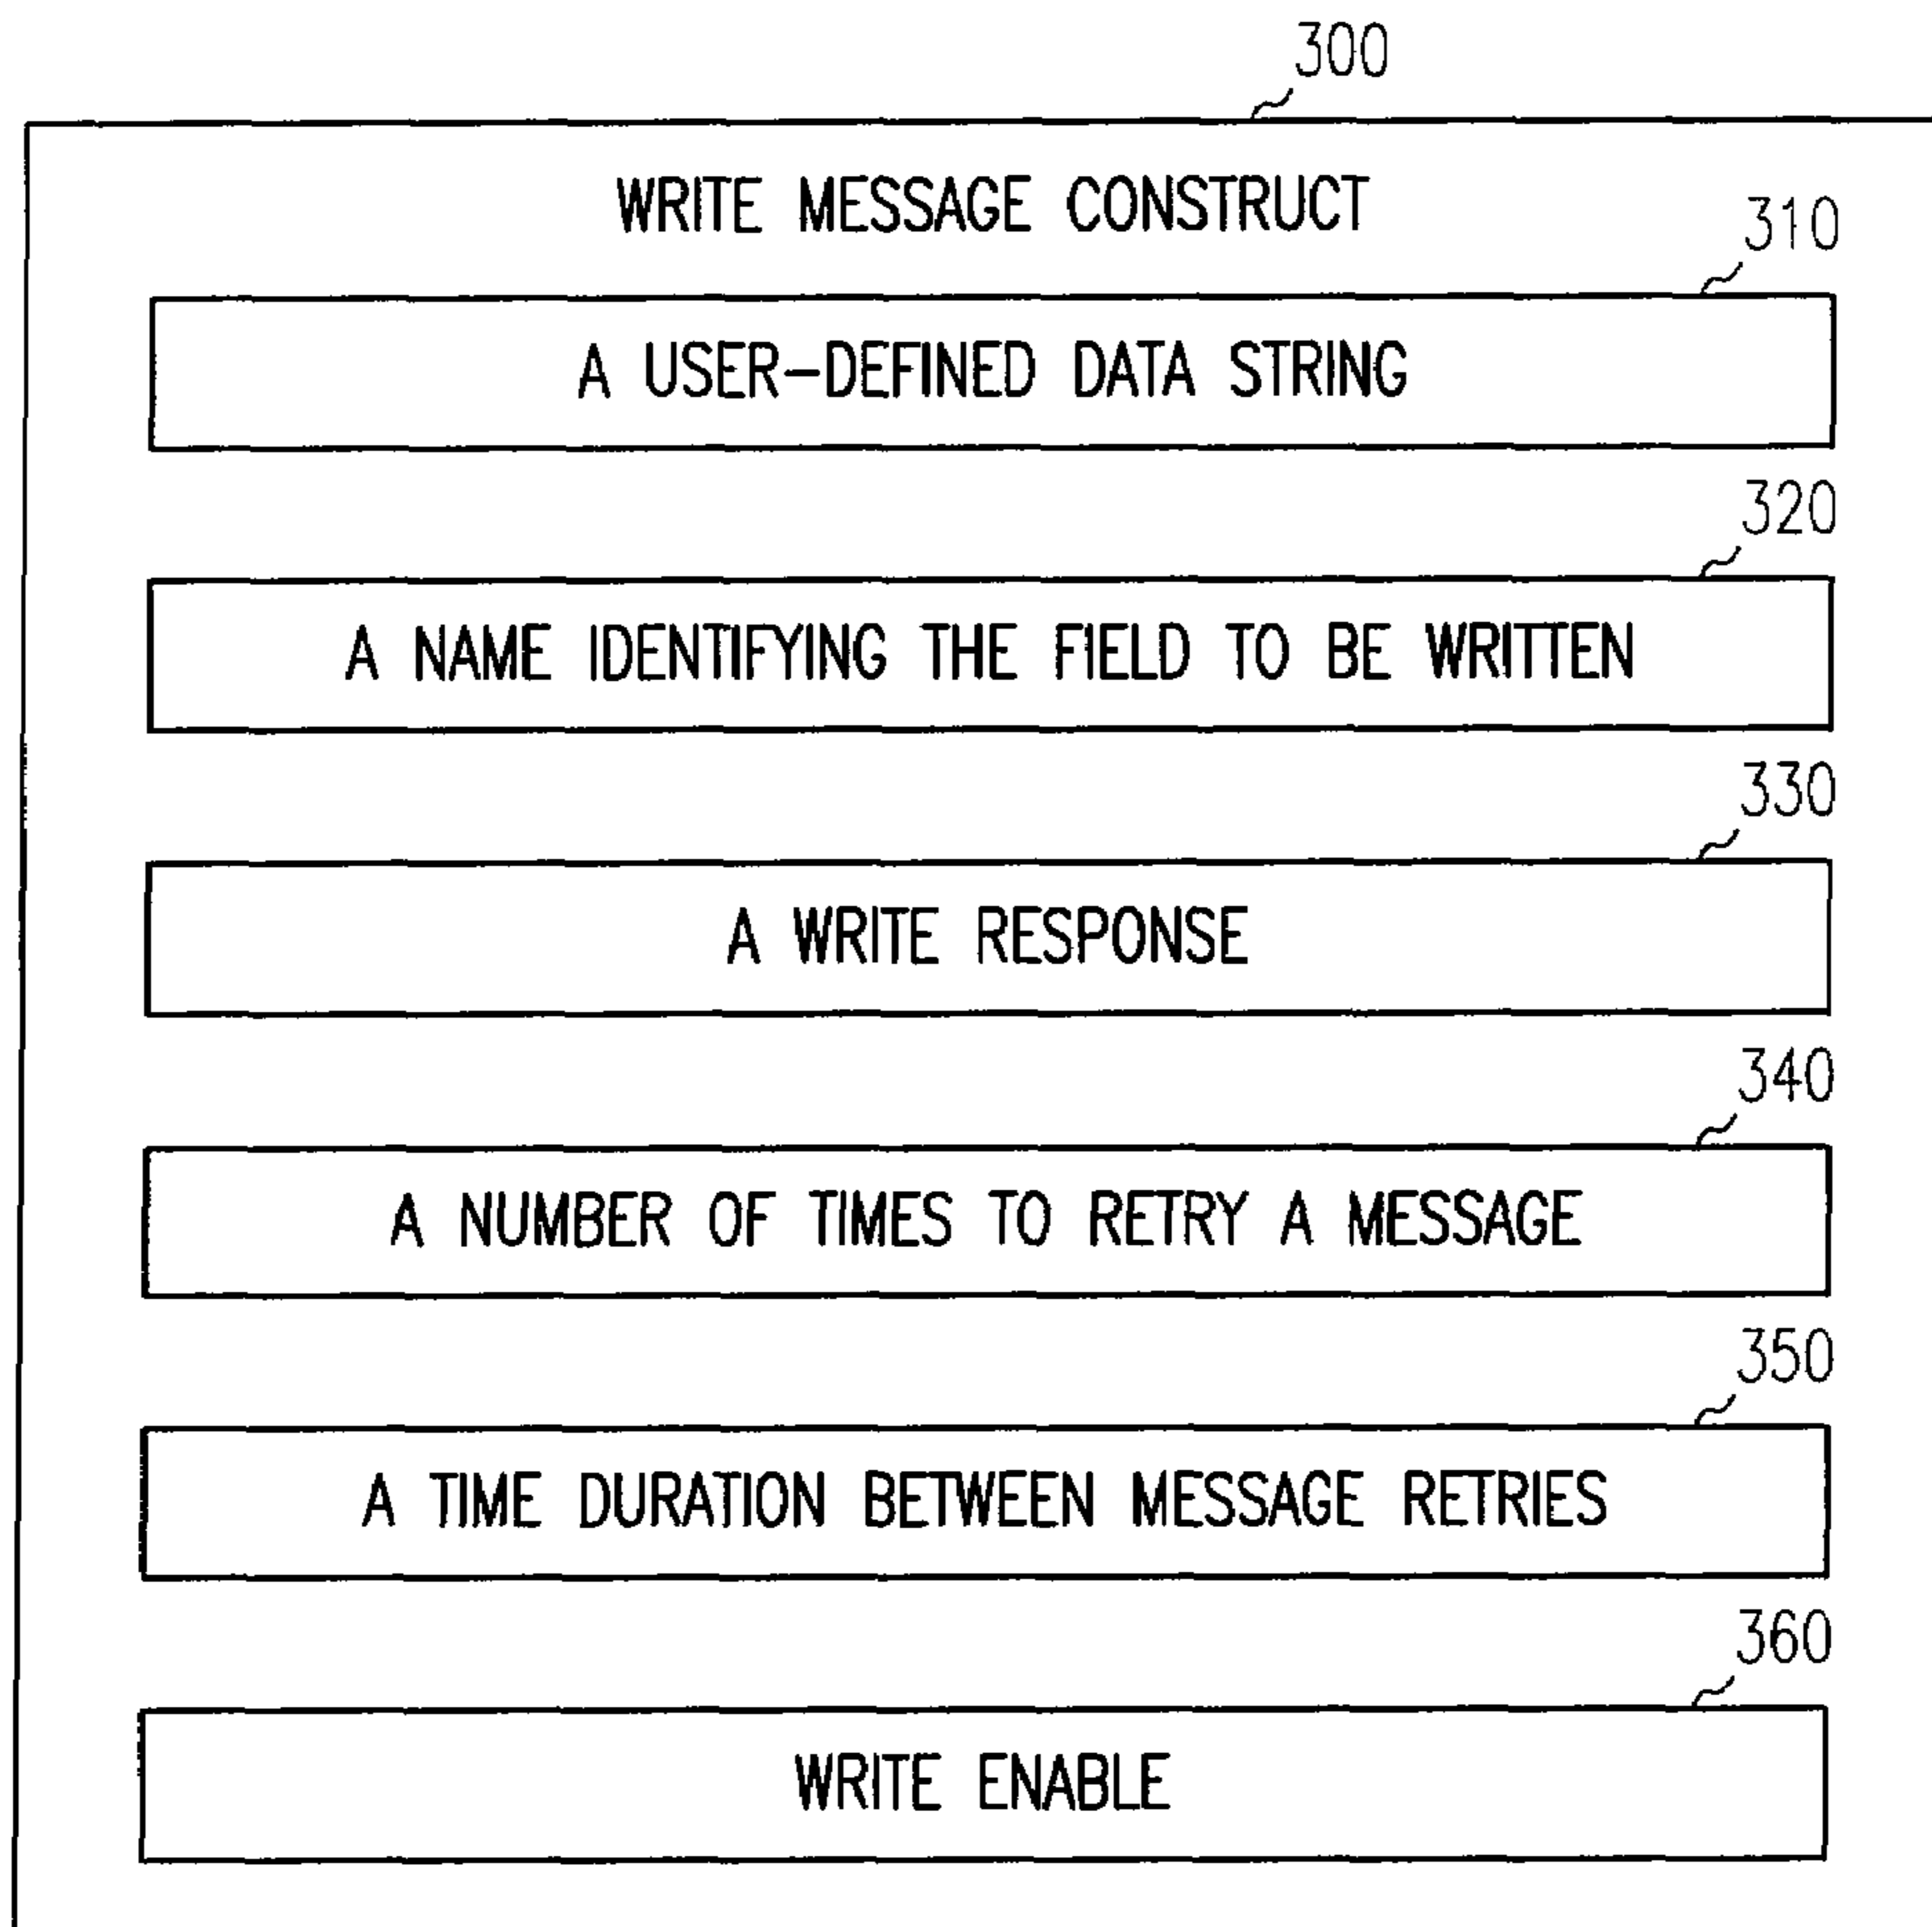 300
WRITE MESSAGE CONSTRUCT
310
A USER-DEFINED DATA STRING
320
A NAME IDENTIFYING THE FIELD TO BE WRITTEN
330
A WRITE RESPONSE
340
A NUMBER OF TIMES TO RETRY A MESSAGE
350
A TIME DURATION BETWEEN MESSAGE RETRIES
360
WRITE ENABLE